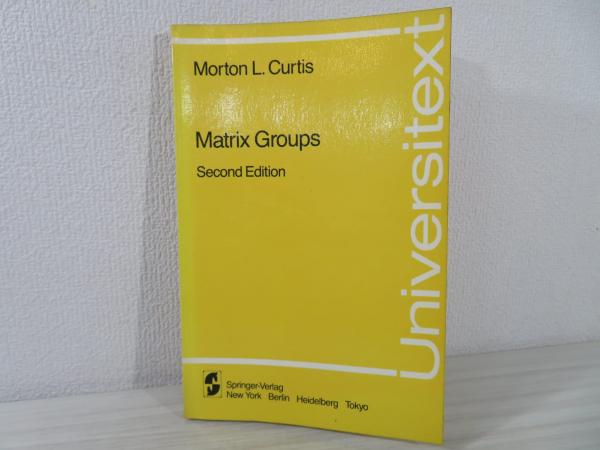 Morton L. Curtis
Matrix Groups
Second Edition
Universitext
Springer-Verlag
New York Berlin Heidelberg Tokyo